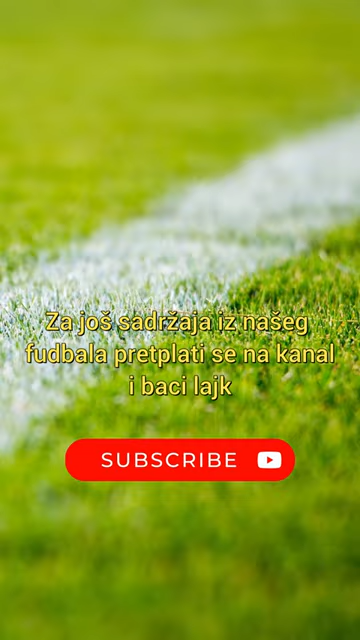 Za još sadržaja iz našeg
fudbala pretplati se na kanal
i baci lajk
SUBSCRIBE